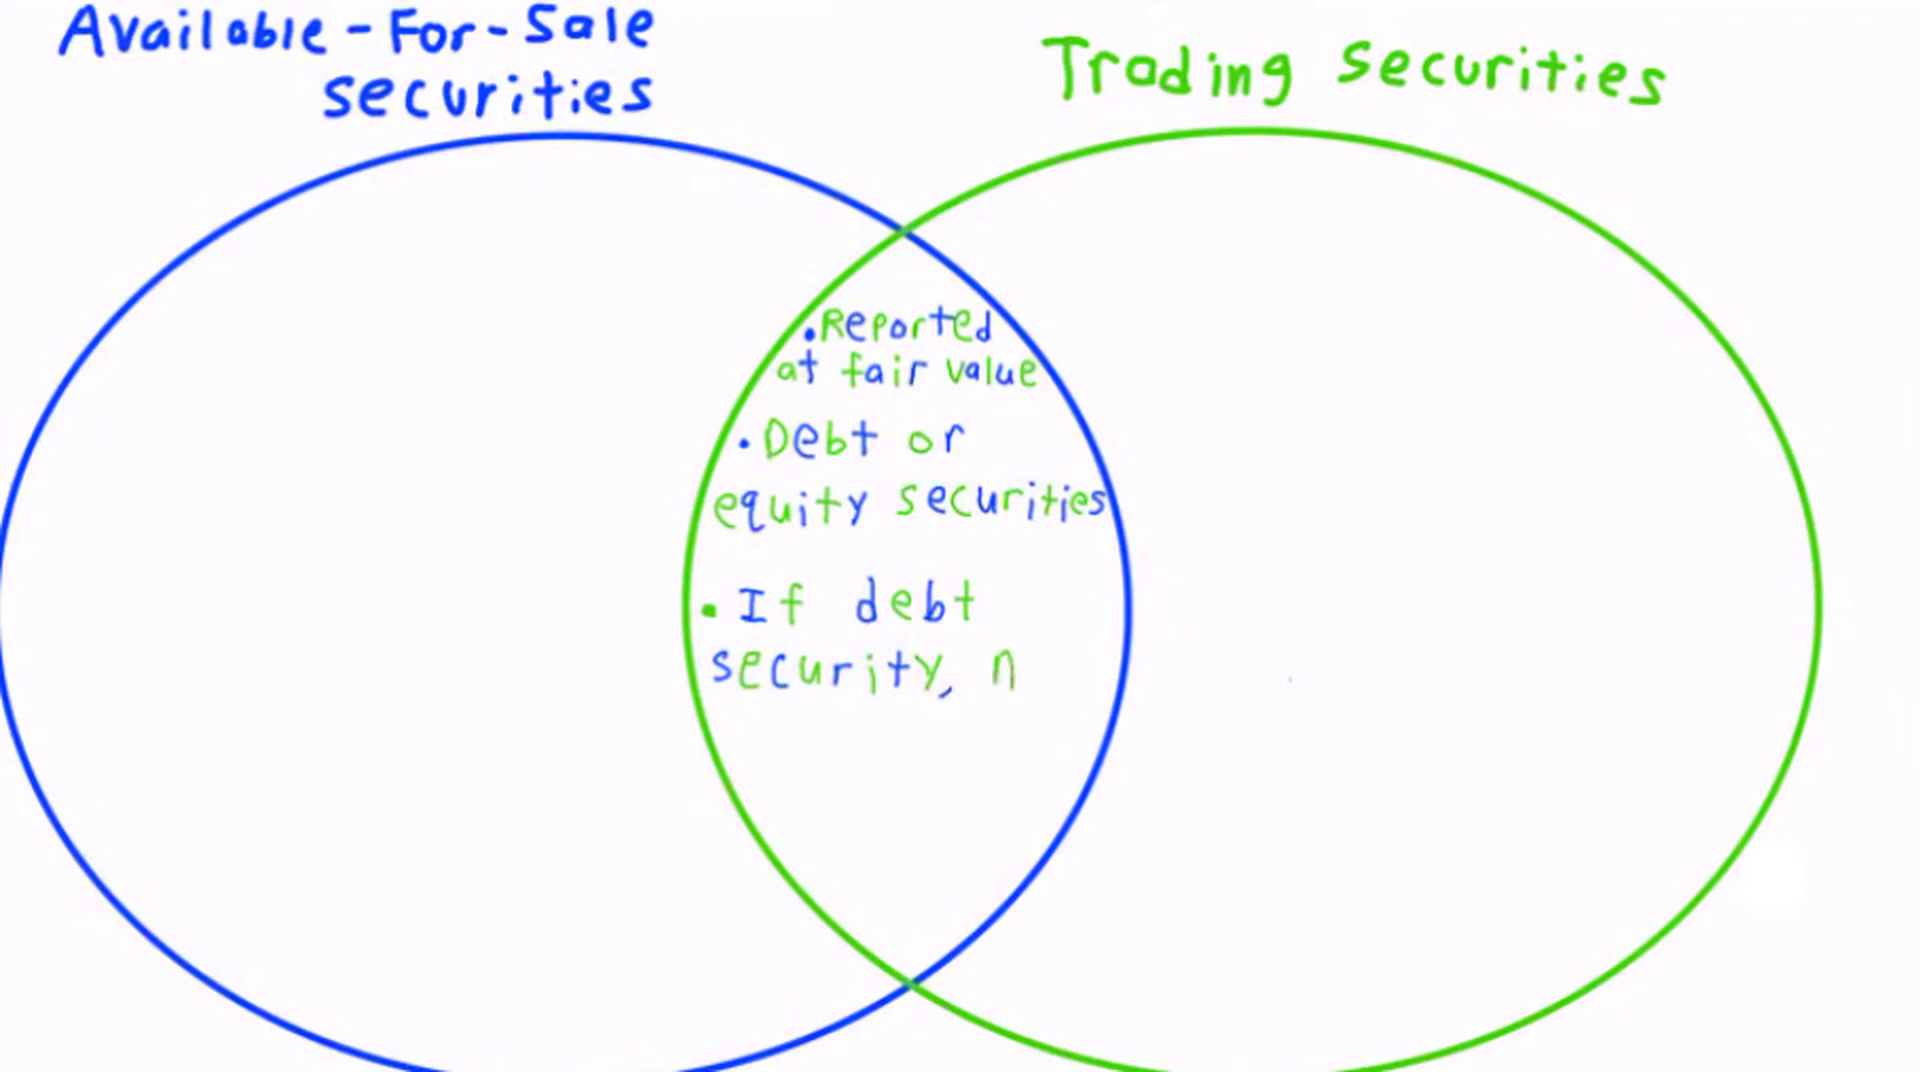 Available-For-Sale
securities
Trading Securities
• Reported
at fair value
• Debt or
equity securities
• If debt
security, n